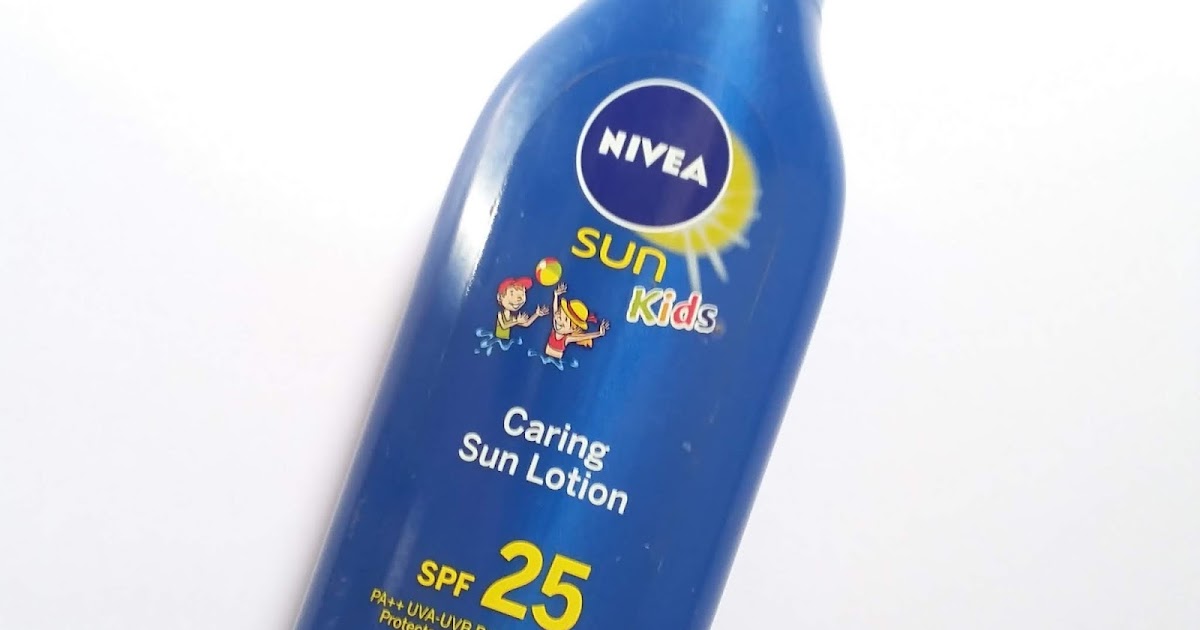 NIVEA
sun
Kids
Caring
Sun Lotion
SPF 25
PA++ UVA-UVB